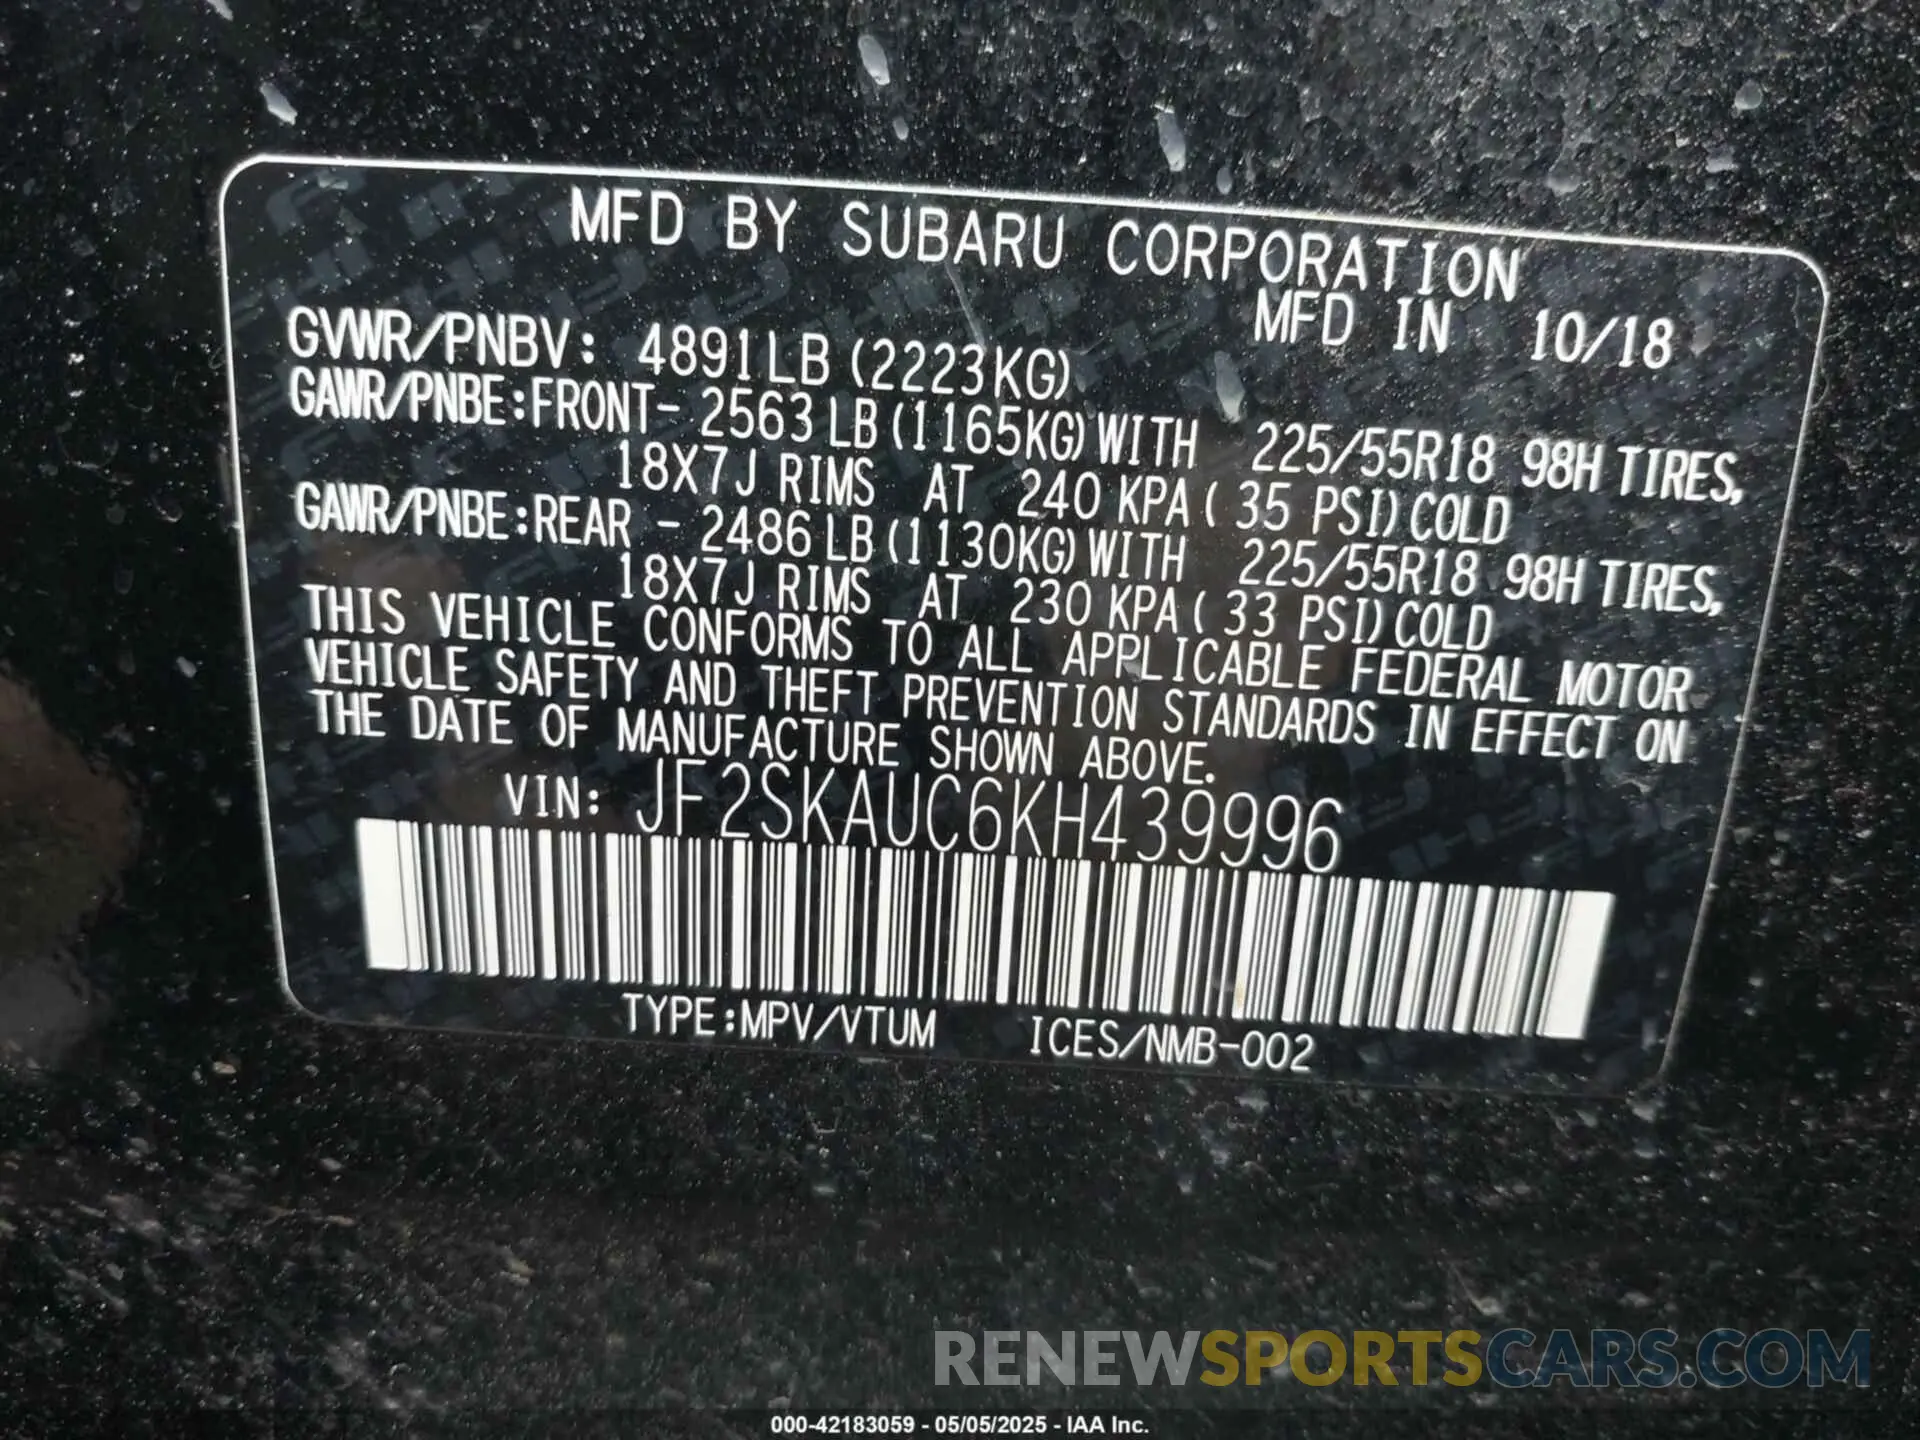 MFD BY SUBARU CORPORATION
MFD IN 10/18
GVWR/PNBV: 4891LB (2223KG)
GAWR/PNBE:FRONT- 2563 LB (1165KG) WITH 225/55R18 98H TIRES,
18X7J RIMS AT 240 KPA ( 35 PSI) COLD
GAWR/PNBE:REAR - 2486 LB (1130KG) WITH 225/55R18 98H TIRES,
18X7J RIMS AT 230 KPA ( 33 PSI) COLD
THIS VEHICLE CONFORMS TO ALL APPLICABLE FEDERAL MOTOR
VEHICLE SAFETY AND THEFT PREVENTION STANDARDS IN EFFECT ON
THE DATE OF MANUFACTURE SHOWN ABOVE.
VIN: JF2SKAUC6KH439996
TYPE:MPV/VTUM ICES/NMB-002
RENEWSPORTSCARS.COM
000-42183059 - 05/05/2025 - IAA Inc.